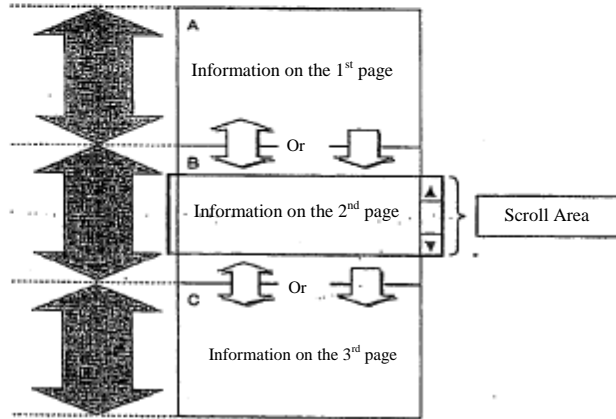 A
Information on the 1st page
Or
B
Information on the 2nd page
Scroll Area
Or
C
Information on the 3rd page